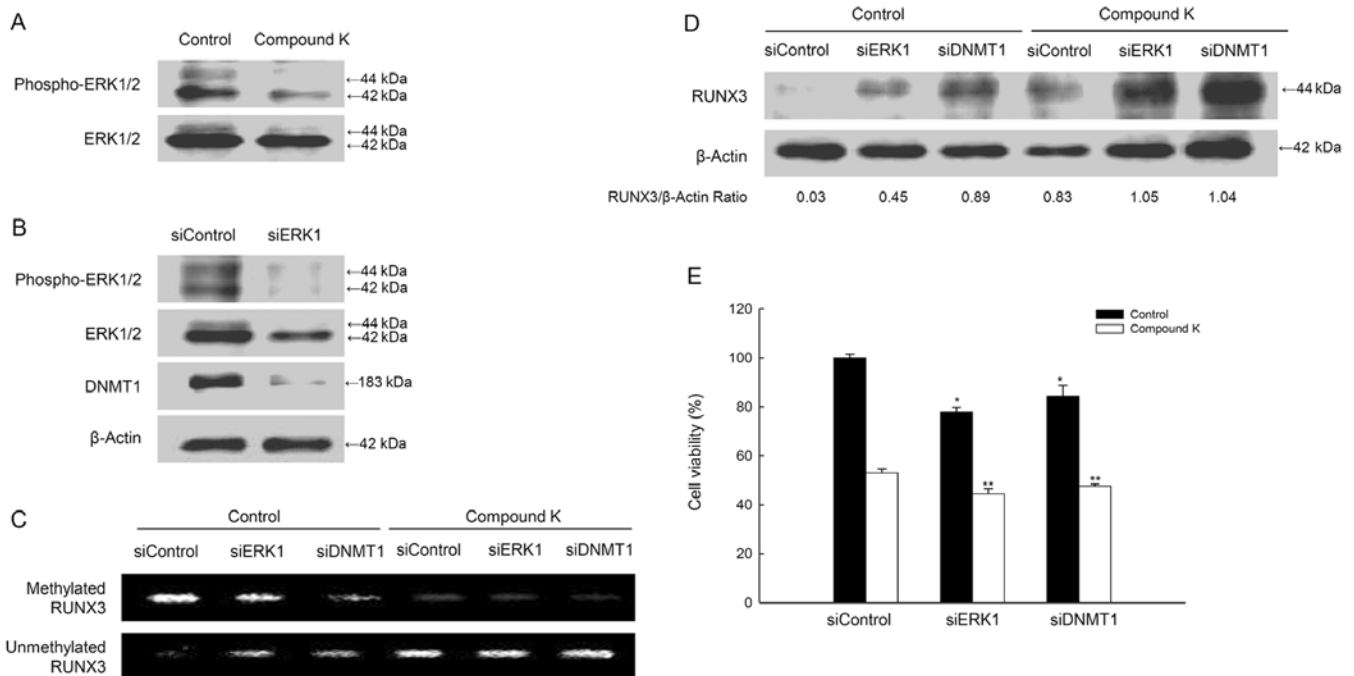 A
Control Compound K
Phospho-ERK1/2
←44 kDa
←42 kDa
ERK1/2
←44 kDa
←42 kDa
B
siControl siERK1
Phospho-ERK1/2
←44 kDa
←42 kDa
ERK1/2
←44 kDa
←42 kDa
DNMT1
←183 kDa
β-Actin
←42 kDa
C
Control Compound K
siControl siERK1 siDNMT1 siControl siERK1 siDNMT1
Methylated
RUNX3
Unmethylated
RUNX3
D
Control Compound K
siControl siERK1 siDNMT1 siControl siERK1 siDNMT1
RUNX3
←44 kDa
β-Actin
←42 kDa
RUNX3/β-Actin Ratio 0.03 0.45 0.89 0.83 1.05 1.04
E
Control
Compound K
Cell viability (%)
120
100
80
60
40
20
0
*
**
*
**
siControl siERK1 siDNMT1